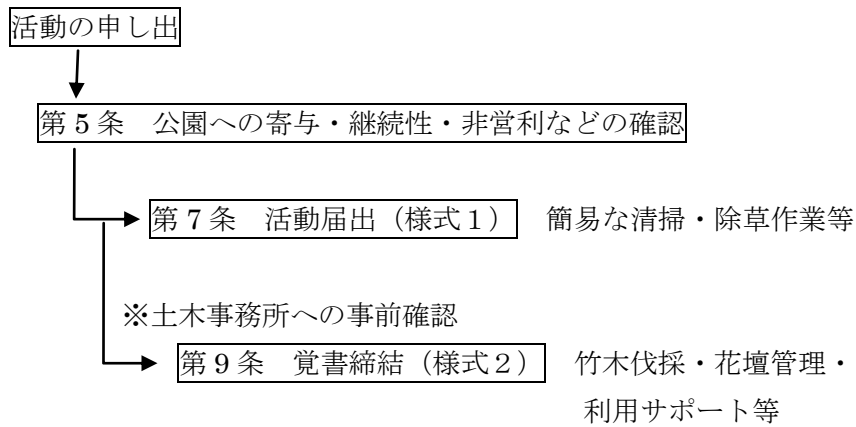 活動の申し出
第5条　公園への寄与・継続性・非営利などの確認
第7条　活動届出（様式1）　簡易な清掃・除草作業等
※土木事務所への事前確認
第9条　覚書締結（様式2）　竹木伐採・花壇管理・
利用サポート等